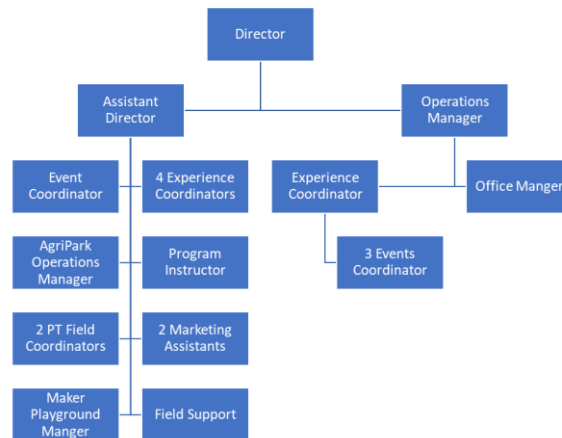 Director
Assistant
Director
Operations
Manager
Event
Coordinator
4 Experience
Coordinators
Experience
Coordinator
Office Manger
AgriPark
Operations
Manager
Program
Instructor
3 Events
Coordinator
2 PT Field
Coordinators
2 Marketing
Assistants
Maker
Playground
Manger
Field Support